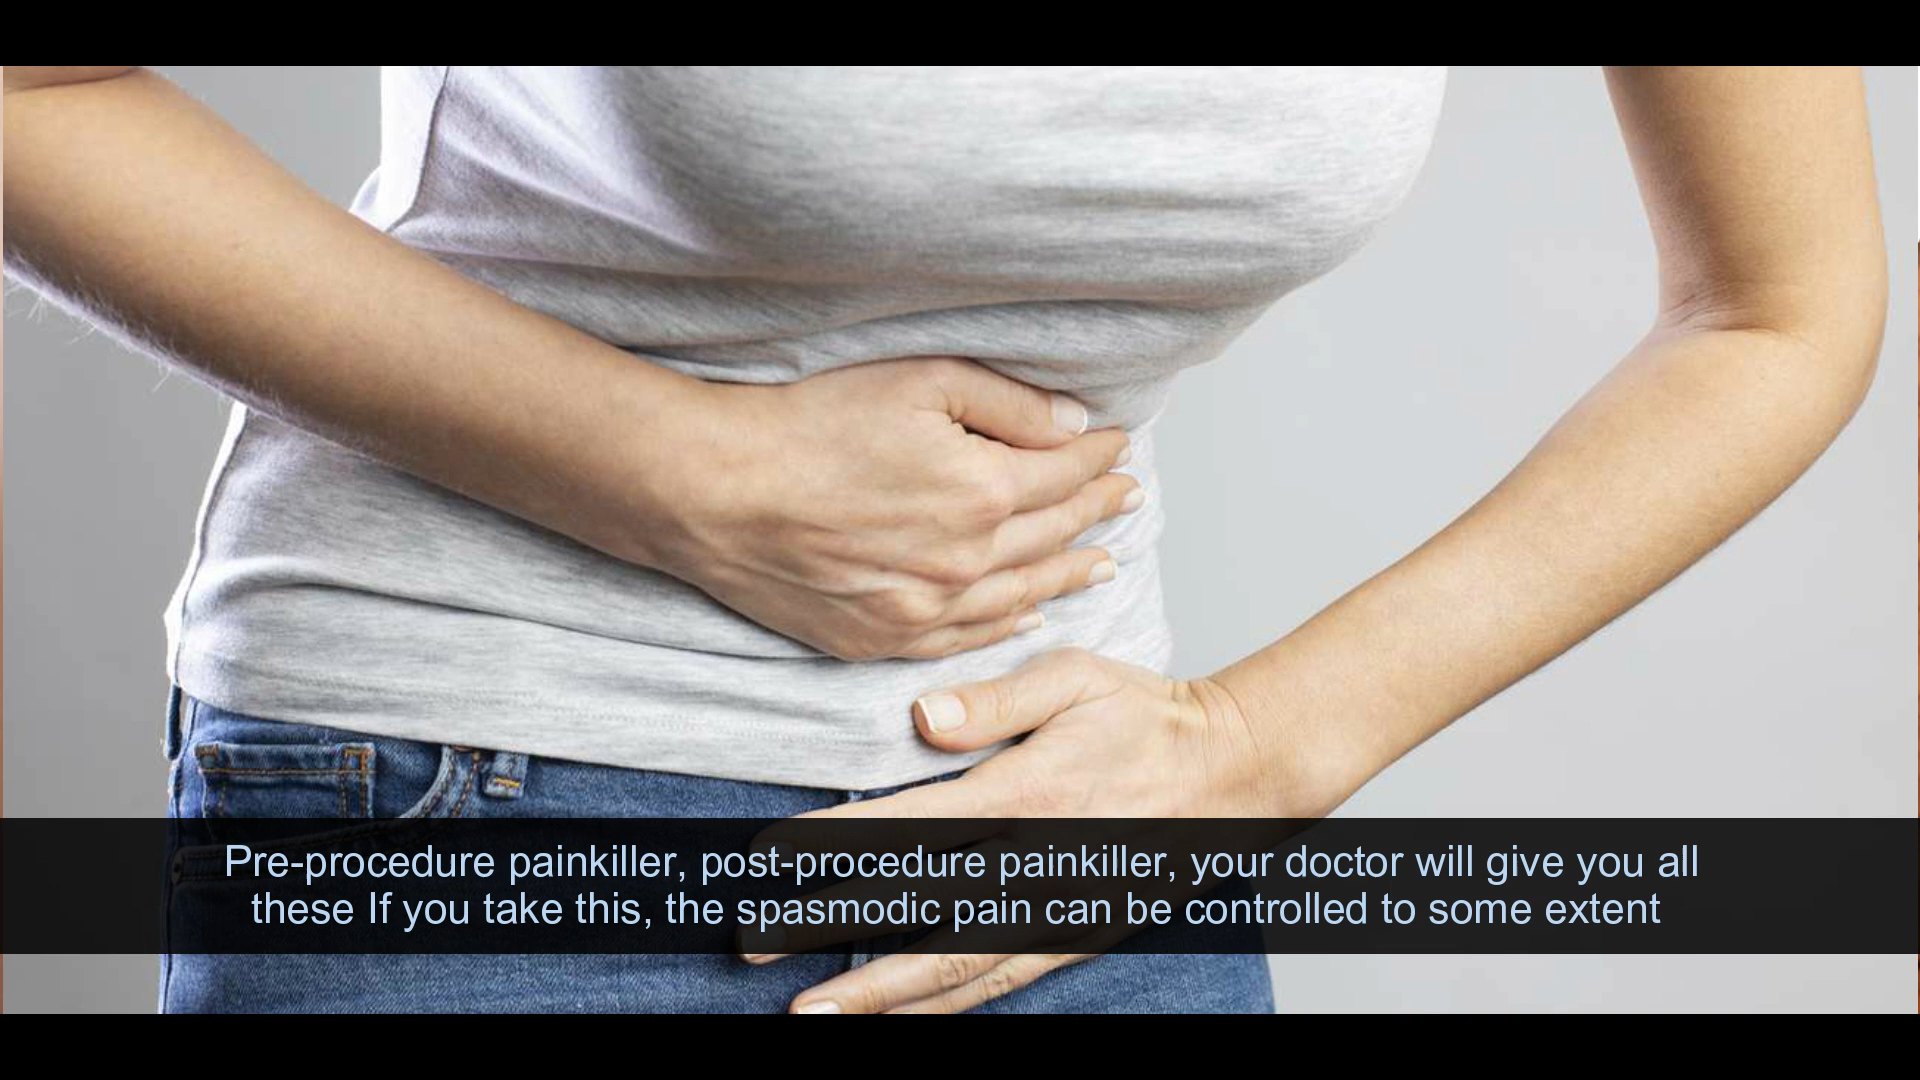 Pre-procedure painkiller, post-procedure painkiller, your doctor will give you all
these If you take this, the spasmodic pain can be controlled to some extent